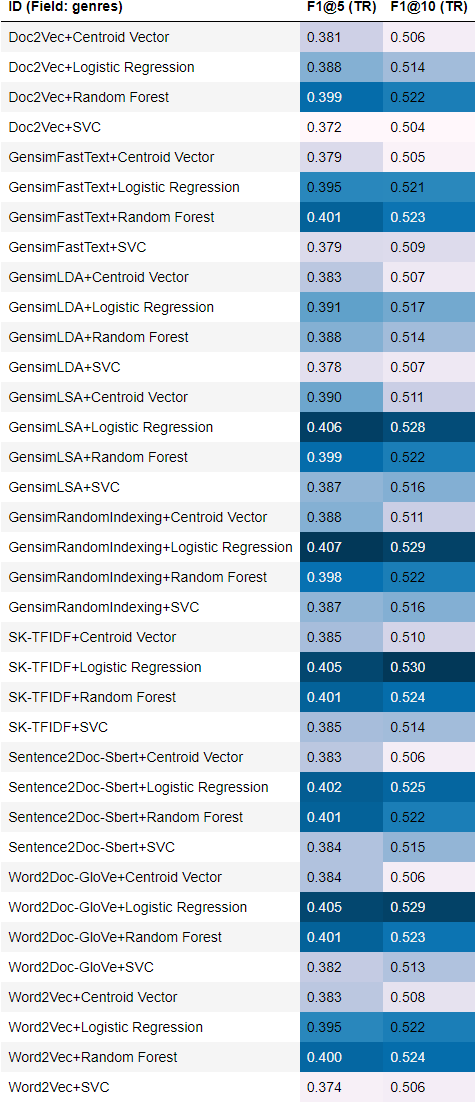 ID (Field: genres) F1@5 (TR) F1@10 (TR)
Doc2Vec+Centroid Vector 0.381 0.506
Doc2Vec+Logistic Regression 0.388 0.514
Doc2Vec+Random Forest 0.399 0.522
Doc2Vec+SVC 0.372 0.504
GensimFastText+Centroid Vector 0.379 0.505
GensimFastText+Logistic Regression 0.395 0.521
GensimFastText+Random Forest 0.401 0.523
GensimFastText+SVC 0.379 0.509
GensimLDA+Centroid Vector 0.383 0.507
GensimLDA+Logistic Regression 0.391 0.517
GensimLDA+Random Forest 0.388 0.514
GensimLDA+SVC 0.378 0.507
GensimLSA+Centroid Vector 0.390 0.511
GensimLSA+Logistic Regression 0.406 0.528
GensimLSA+Random Forest 0.399 0.522
GensimLSA+SVC 0.387 0.516
GensimRandomIndexing+Centroid Vector 0.388 0.511
GensimRandomIndexing+Logistic Regression 0.407 0.529
GensimRandomIndexing+Random Forest 0.398 0.522
GensimRandomIndexing+SVC 0.387 0.516
SK-TFIDF+Centroid Vector 0.385 0.510
SK-TFIDF+Logistic Regression 0.405 0.530
SK-TFIDF+Random Forest 0.401 0.524
SK-TFIDF+SVC 0.385 0.514
Sentence2Doc-Sbert+Centroid Vector 0.383 0.506
Sentence2Doc-Sbert+Logistic Regression 0.402 0.525
Sentence2Doc-Sbert+Random Forest 0.401 0.522
Sentence2Doc-Sbert+SVC 0.384 0.515
Word2Doc-GloVe+Centroid Vector 0.384 0.506
Word2Doc-GloVe+Logistic Regression 0.405 0.529
Word2Doc-GloVe+Random Forest 0.401 0.523
Word2Doc-GloVe+SVC 0.382 0.513
Word2Vec+Centroid Vector 0.383 0.508
Word2Vec+Logistic Regression 0.395 0.522
Word2Vec+Random Forest 0.400 0.524
Word2Vec+SVC 0.374 0.506